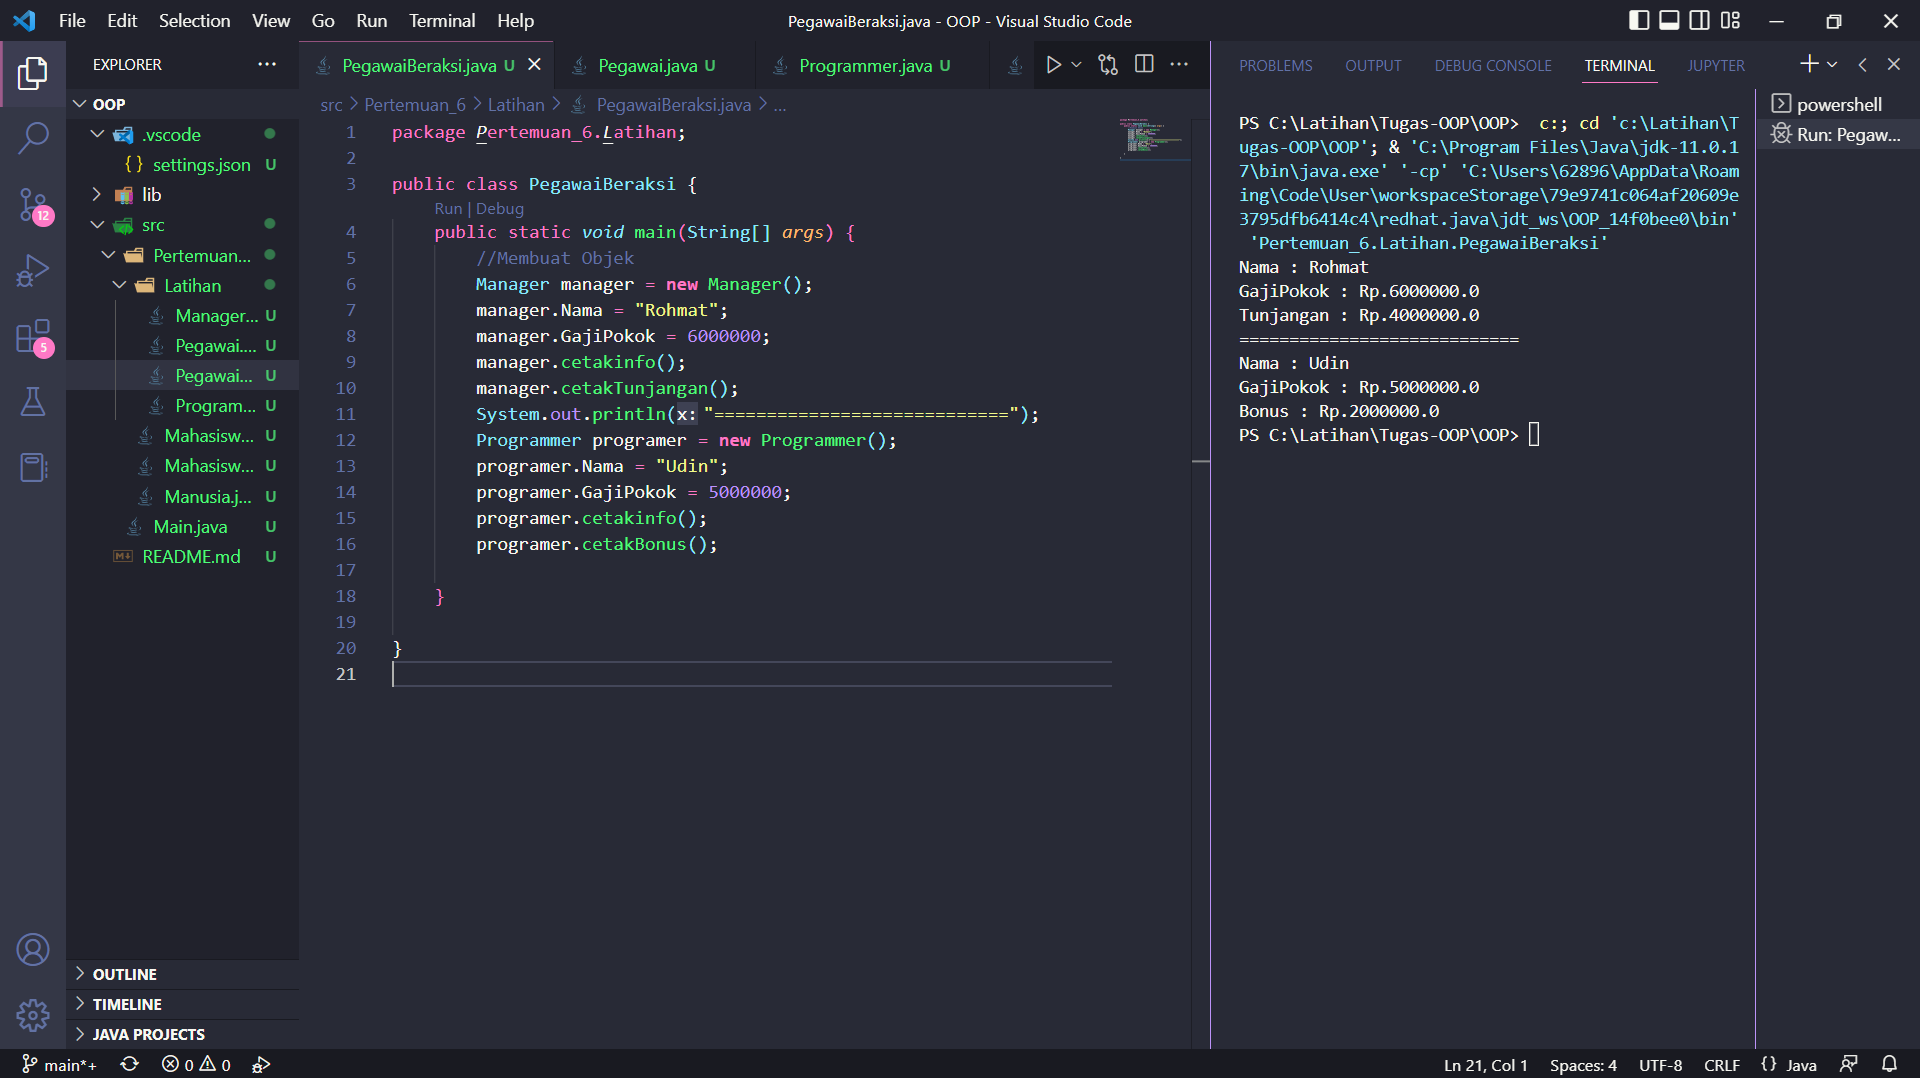 File Edit Selection View Go Run Terminal Help
PegawaiBeraksi.java - OOP - Visual Studio Code
EXPLORER
OOP
.vscode
{} settings.json U
lib
src
Pertemuan...
Latihan
Manager... U
Pegawai.... U
Pegawai... U
Program... U
Mahasisw... U
Mahasisw... U
Manusia.j... U
Main.java U
README.md U
OUTLINE
TIMELINE
JAVA PROJECTS
12
5
PegawaiBeraksi.java U
Pegawai.java U
Programmer.java U
src > Pertemuan_6 > Latihan > PegawaiBeraksi.java > ...
1 package Pertemuan_6.Latihan;
2
3 public class PegawaiBeraksi {
Run | Debug
4 public static void main(String[] args) {
5 //Membuat Objek
6 Manager manager = new Manager();
7 manager.Nama = "Rohmat";
8 manager.GajiPokok = 6000000;
9 manager.cetakinfo();
10 manager.cetakTunjangan();
11 System.out.println(x: "============================");
12 Programmer programer = new Programmer();
13 programer.Nama = "Udin";
14 programer.GajiPokok = 5000000;
15 programer.cetakinfo();
16 programer.cetakBonus();
17
18 }
19
20 }
21
PROBLEMS OUTPUT DEBUG CONSOLE TERMINAL JUPYTER
PS C:\Latihan\Tugas-OOP\OOP>  c:; cd 'c:\Latihan\T
ugas-OOP\OOP'; & 'C:\Program Files\Java\jdk-11.0.1
7\bin\java.exe' '-cp' 'C:\Users\62896\AppData\Roam
ing\Code\User\workspaceStorage\79e9741c064af20609e
3795dfb6414c4\redhat.java\jdt_ws\OOP_14f0bee0\bin'
'Pertemuan_6.Latihan.PegawaiBeraksi'
Nama : Rohmat
GajiPokok : Rp.6000000.0
Tunjangan : Rp.4000000.0
============================
Nama : Udin
GajiPokok : Rp.5000000.0
Bonus : Rp.2000000.0
PS C:\Latihan\Tugas-OOP\OOP>
powershell
Run: Pegaw...
main*+ 0 0
Ln 21, Col 1 Spaces: 4 UTF-8 CRLF {} Java